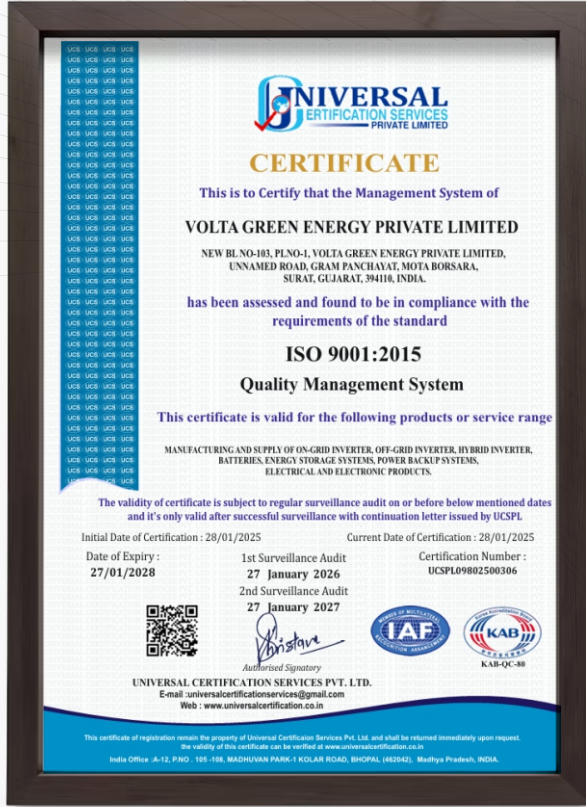 UNIVERSAL
CERTIFICATION SERVICES
PRIVATE LIMITED
CERTIFICATE
This is to Certify that the Management System of
VOLTA GREEN ENERGY PRIVATE LIMITED
NEW BL NO-103, PLNO-1, VOLTA GREEN ENERGY PRIVATE LIMITED,
UNNAMED ROAD, GRAM PANCHAYAT, MOTA BORSARA,
SURAT, GUJARAT, 394110, INDIA.
has been assessed and found to be in compliance with the
requirements of the standard
ISO 9001:2015
Quality Management System
This certificate is valid for the following products or service range
MANUFACTURING AND SUPPLY OF ON-GRID INVERTER, OFF-GRID INVERTER, HYBRID INVERTER,
BATTERIES, ENERGY STORAGE SYSTEMS, POWER BACKUP SYSTEMS,
ELECTRICAL AND ELECTRONIC PRODUCTS.
The validity of certificate is subject to regular surveillance audit on or before below mentioned dates
and it's only valid after successful surveillance with continuation letter issued by UCSPL
Initial Date of Certification : 28/01/2025 Current Date of Certification : 28/01/2025
Date of Expiry : 1st Surveillance Audit Certification Number :
27/01/2028 27 January 2026 UCSPL09802500306
2nd Surveillance Audit
27 January 2027
MEMBER OF MULTILATERAL
IAF
RECOGNITION ARRANGEMENT
Korea Accreditation Board
KAB
KAB-QC-80
Authorised Signatory
UNIVERSAL CERTIFICATION SERVICES PVT. LTD.
E-mail :universalcertificationservices@gmail.com
Web : www.universalcertification.co.in
This certificate of registration remain the property of Universal Certificaion Services Pvt. Ltd. and shall be returned immediately upon request.
the validity of this certificate can be verified at www.universalcertification.co.in
India Office :A-12, P.NO . 105 -108, MADHUVAN PARK-1 KOLAR ROAD, BHOPAL (462042), Madhya Pradesh, INDIA.